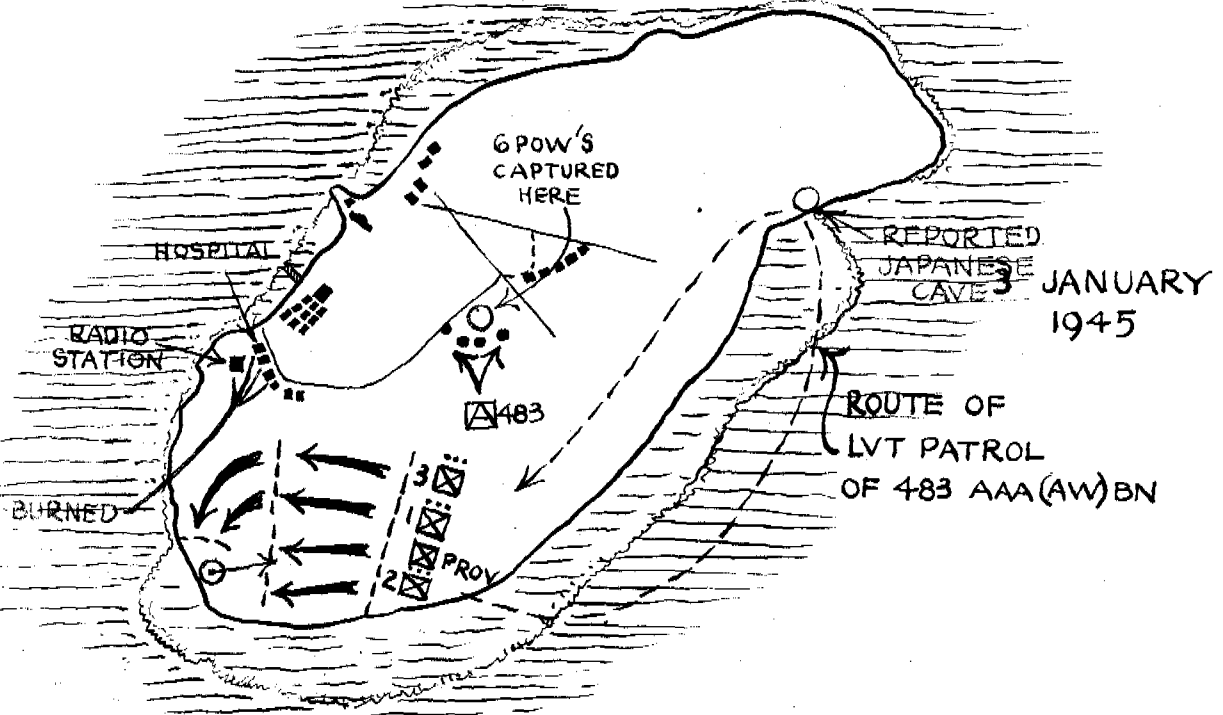 6 POW'S
CAPTURED
HERE
HOSPITAL
REPORTED
JAPANESE
CAVE
3 JANUARY
1945
RADIO
STATION
A 483
ROUTE OF
LVT PATROL
OF 483 AAA (AW) BN
BURNED
3
1
PROV
2